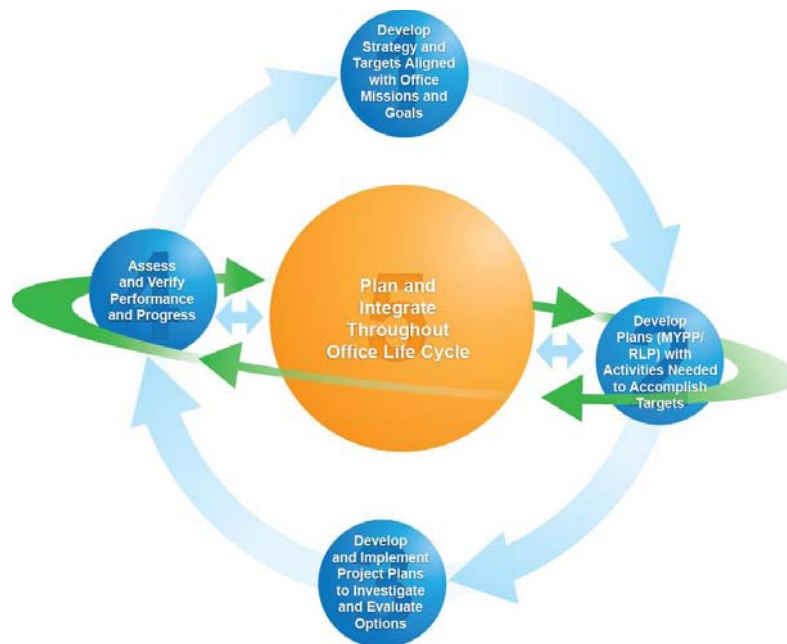 Develop
Strategy and
Targets Aligned
with Office
Missions and
Goals
Assess
and Verify
Performance
and Progress
Plan and
Integrate
Throughout
Office Life Cycle
5
Develop
Plans (MYPP/
RLP) with
Activities Needed
to Accomplish
Targets
Develop
and Implement
Project Plans
to Investigate
and Evaluate
Options